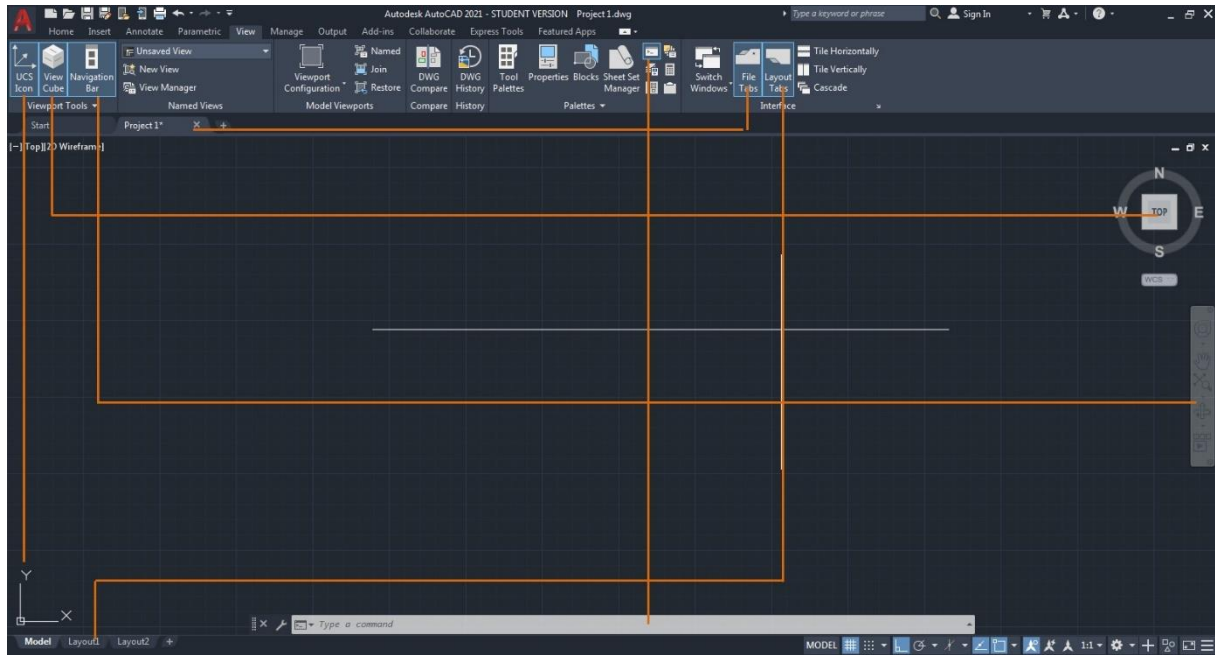 Autodesk AutoCAD 2021 - STUDENT VERSION Project 1.dwg
Type a keyword or phrase
Sign In
Home Insert Annotate Parametric View Manage Output Add-ins Collaborate Express Tools Featured Apps
UCS Icon
View Cube
Navigation Bar
Viewport Tools
Unsaved View
New View
View Manager
Named Views
Viewport Configuration
Named
Join
Restore
Model Viewports
DWG Compare
Compare
DWG History
History
Tool Palettes
Properties
Blocks
Sheet Set Manager
Palettes
Switch Windows
File Tabs
Layout Tabs
Tile Horizontally
Tile Vertically
Cascade
Interface
Start Project 1*
[−][Top][2D Wireframe]
N
W TOP E
S
WCS
Y
X
Type a command
Model Layout1 Layout2 +
MODEL 1:1